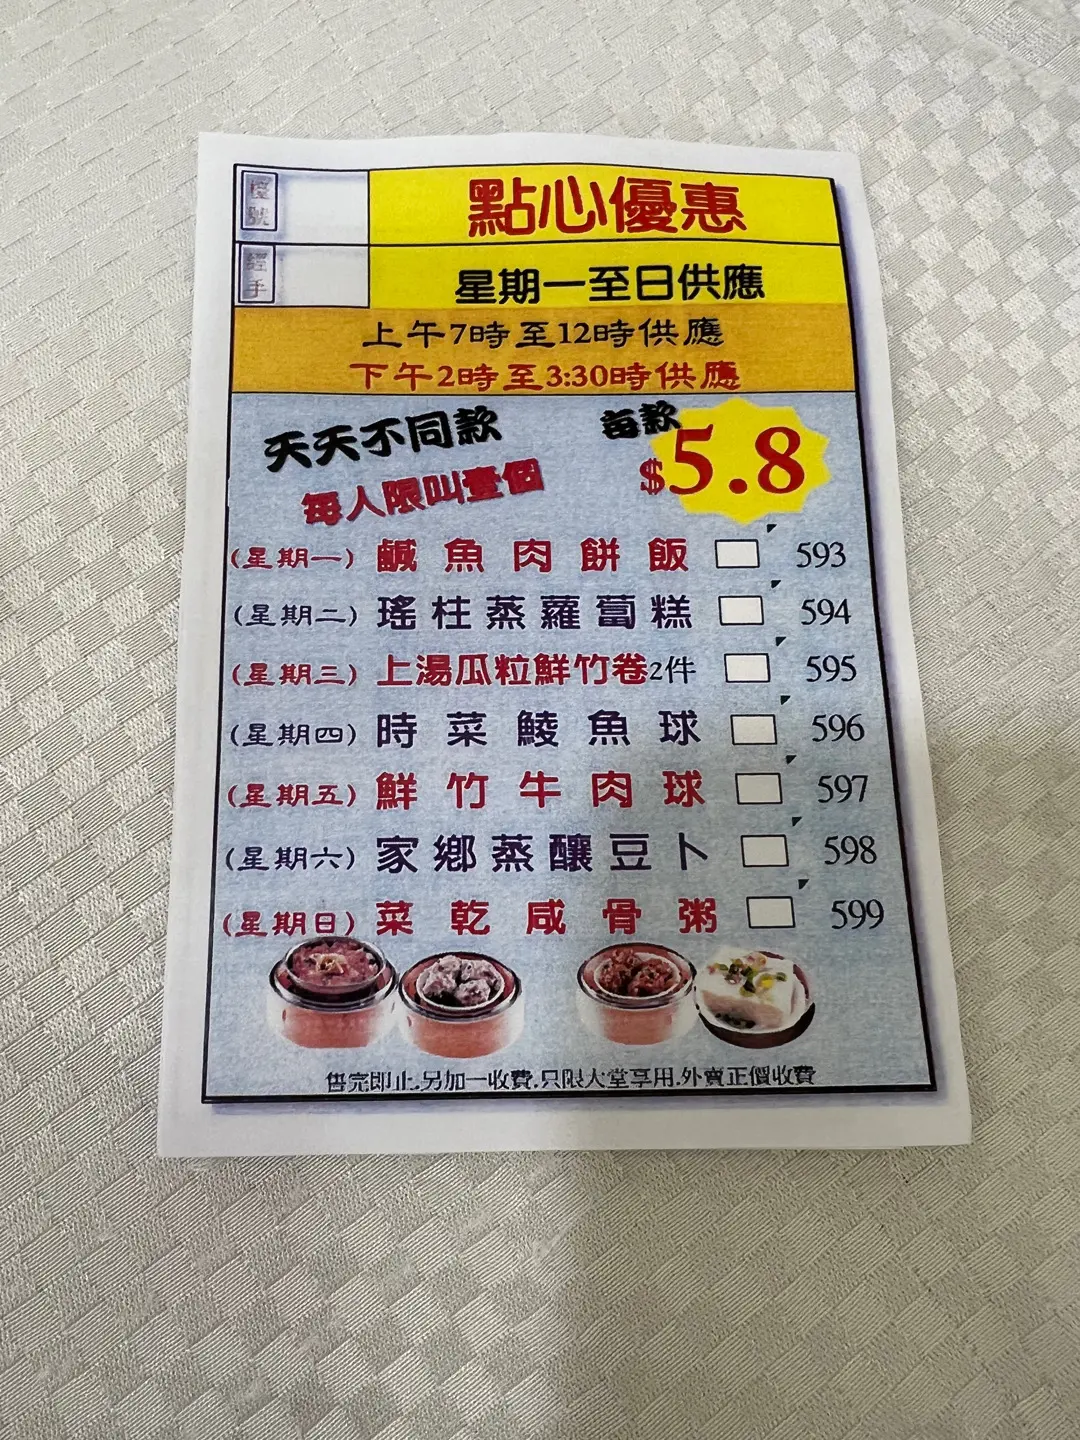 檯號
點心優惠
經手
星期一至日供應
上午7時至12時供應
下午2時至3:30時供應
天天不同款
每款
$5.8
每人限叫壹個
(星期一) 鹹魚肉餅飯 593
(星期二) 瑤柱蒸蘿蔔糕 594
(星期三) 上湯瓜粒鮮竹卷2件 595
(星期四) 時菜鯪魚球 596
(星期五) 鮮竹牛肉球 597
(星期六) 家鄉蒸釀豆卜 598
(星期日) 菜乾咸骨粥 599
售完即止.另加一收費.只限大堂享用.外賣正價收費